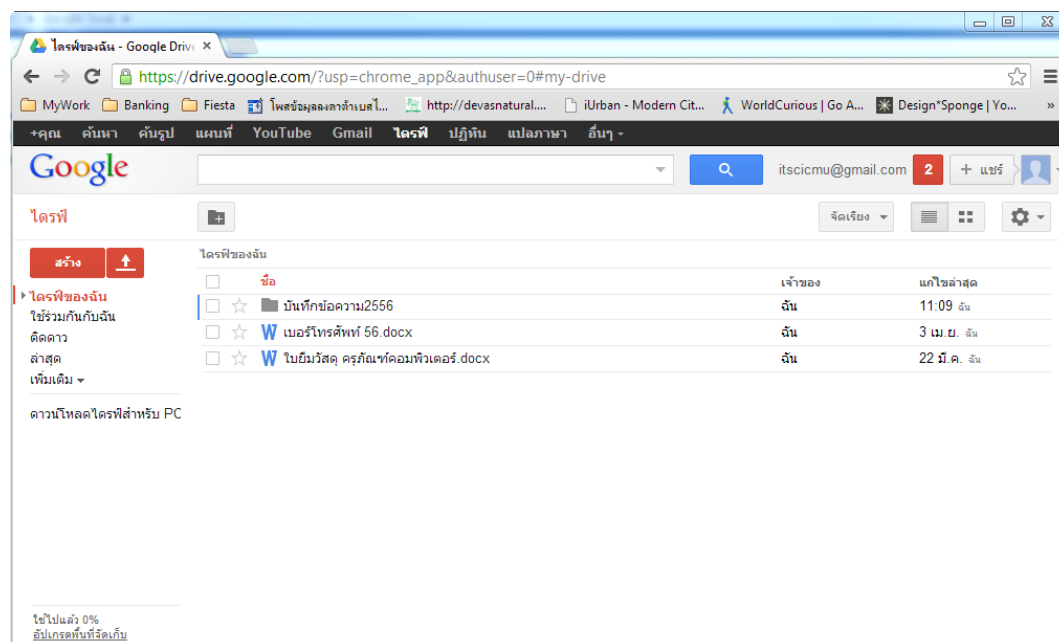 ไดรฟ์ของฉัน - Google Driv
https://drive.google.com/?usp=chrome_app&authuser=0#my-drive
MyWork Banking Fiesta http://devasnatural.... iUrban - Modern Cit... WorldCurious | Go A... Design*Sponge | Yo... »
+คุณ ค้นหา ค้นรูป แผนที่ YouTube Gmail ไดรฟ์ ปฏิทิน แปลภาษา อื่นๆ
Google itscicmu@gmail.com 2 + แชร์
ไดรฟ์ จัดเรียง
สร้าง
ไดรฟ์ของฉัน
ใช้ร่วมกันกับฉัน
ติดดาว
ล่าสุด
เพิ่มเติม
ดาวน์โหลดไดรฟ์สำหรับ PC
ไดรฟ์ของฉัน
ชื่อ เจ้าของ แก้ไขล่าสุด
บันทึกข้อความ2556 ฉัน 11:09 ฉัน
เบอร์โทรศัพท์ 56.docx ฉัน 3 เม.ย. ฉัน
ใบยืมวัสดุ ครุภัณฑ์คอมพิวเตอร์.docx ฉัน 22 มี.ค. ฉัน
ใช้ไปแล้ว 0%
อัปเกรดพื้นที่จัดเก็บ